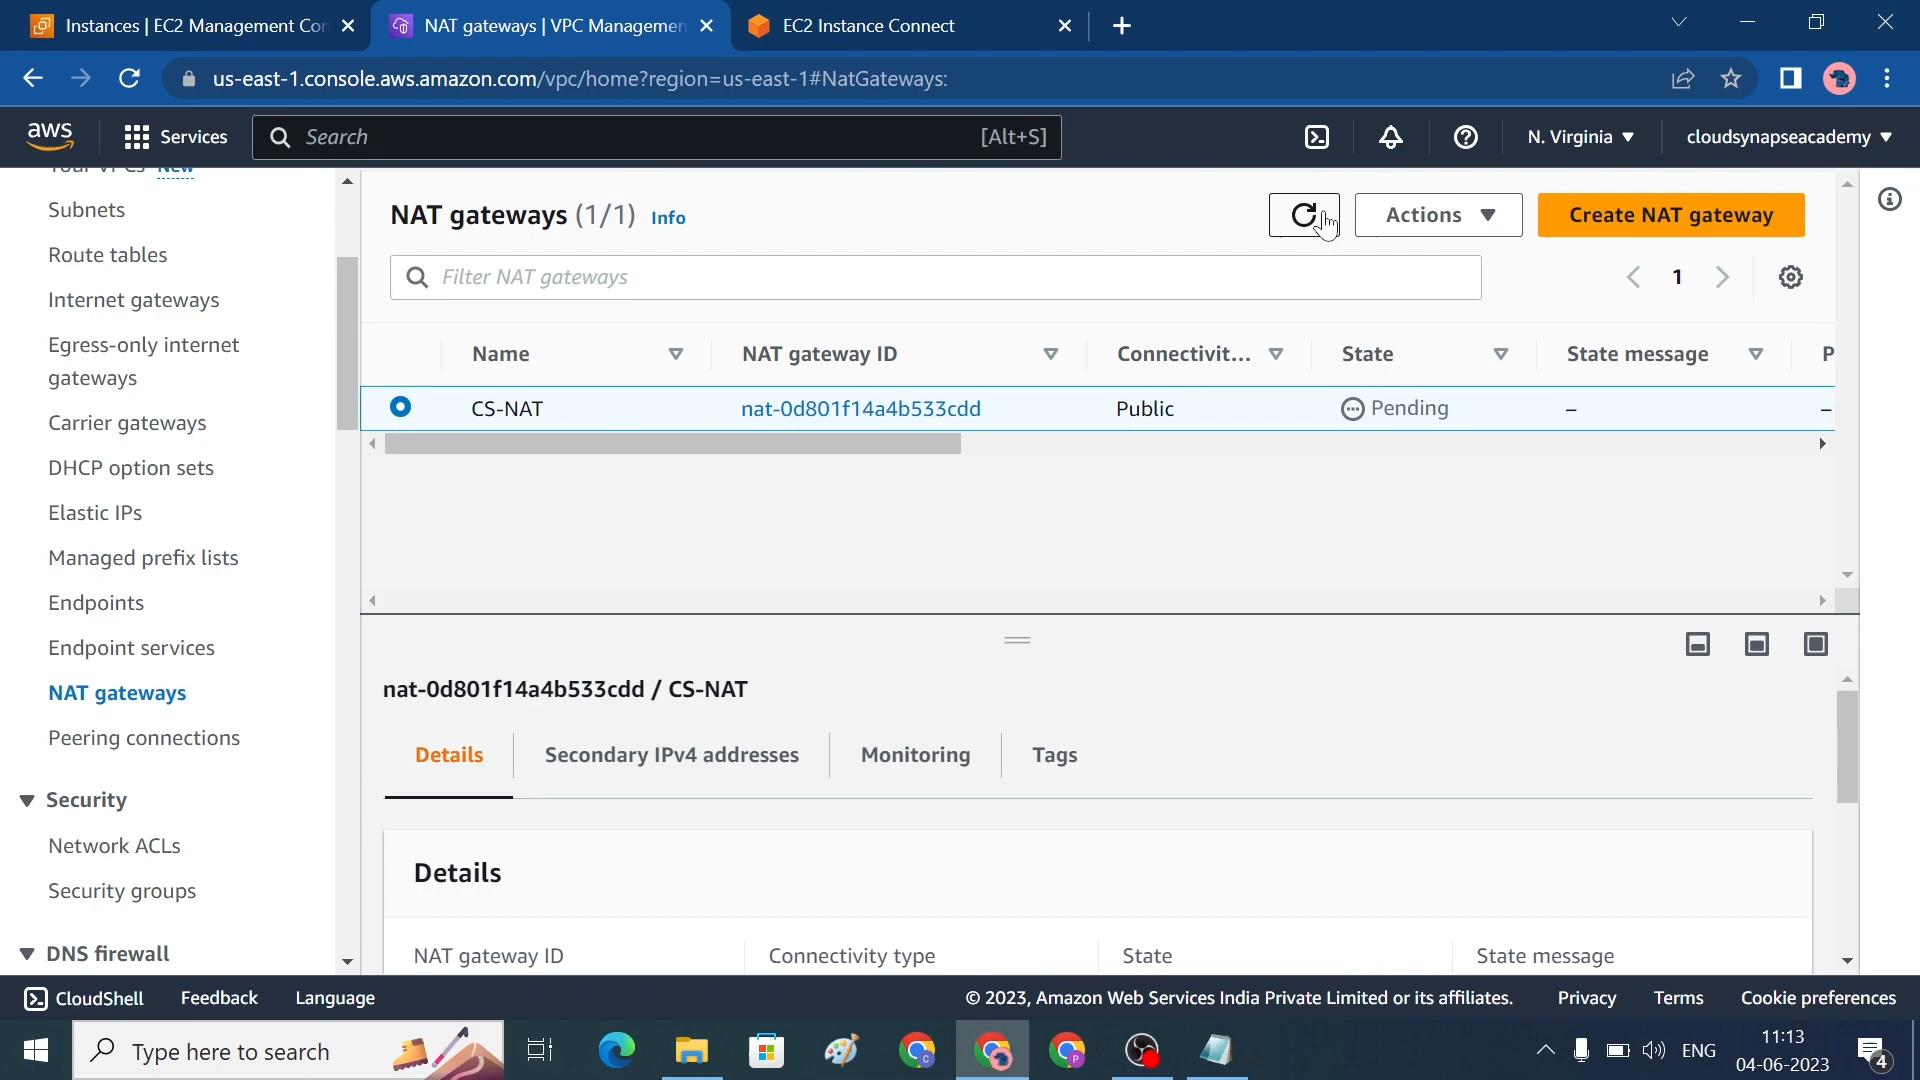 Instances | EC2 Management Con
NAT gateways | VPC Managemen
EC2 Instance Connect
us-east-1.console.aws.amazon.com/vpc/home?region=us-east-1#NatGateways:
aws
Services
Search
[Alt+S]
N. Virginia
cloudsynapseacademy
Your VPCs New
Subnets
Route tables
Internet gateways
Egress-only internet
gateways
Carrier gateways
DHCP option sets
Elastic IPs
Managed prefix lists
Endpoints
Endpoint services
NAT gateways
Peering connections
Security
Network ACLs
Security groups
DNS firewall
NAT gateways (1/1) Info
Actions
Create NAT gateway
Filter NAT gateways
1
Name
NAT gateway ID
Connectivit...
State
State message
P
CS-NAT
nat-0d801f14a4b533cdd
Public
Pending
–
–
nat-0d801f14a4b533cdd / CS-NAT
Details
Secondary IPv4 addresses
Monitoring
Tags
Details
NAT gateway ID
Connectivity type
State
State message
CloudShell
Feedback
Language
© 2023, Amazon Web Services India Private Limited or its affiliates.
Privacy
Terms
Cookie preferences
Type here to search
ENG
11:13
04-06-2023
4